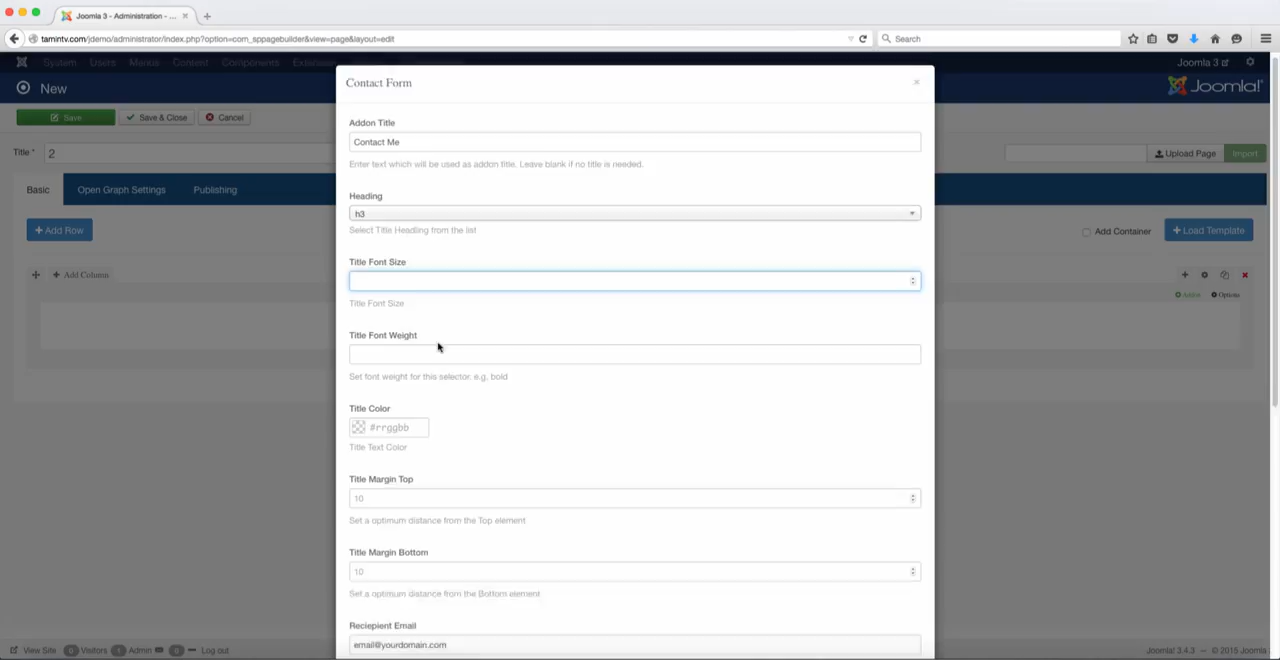 Joomla 3 - Administration - ...
tamintv.com/jdemo/administrator/index.php?option=com_sppagebuilder&view=page&layout=edit
Search
System Users Menus Content Components
Joomla 3
New
Joomla!
Save
Save & Close
Cancel
Title *
2
Upload Page
Import
Basic
Open Graph Settings
Publishing
Add Row
Add Container
Load Template
Add Column
Addon
Options
Contact Form
Addon Title
Contact Me
Enter text which will be used as addon title. Leave blank if no title is needed.
Heading
h3
Select Title Heading from the list
Title Font Size
Title Font Size
Title Font Weight
Set font weight for this selector. e.g. bold
Title Color
#rrggbb
Title Text Color
Title Margin Top
10
Set a optimum distance from the Top element
Title Margin Bottom
10
Set a optimum distance from the Bottom element
Reciepient Email
email@yourdomain.com
View Site
0 Visitors
1 Admin
0
Log out
Joomla! 3.4.3 — © 2015 Joomla